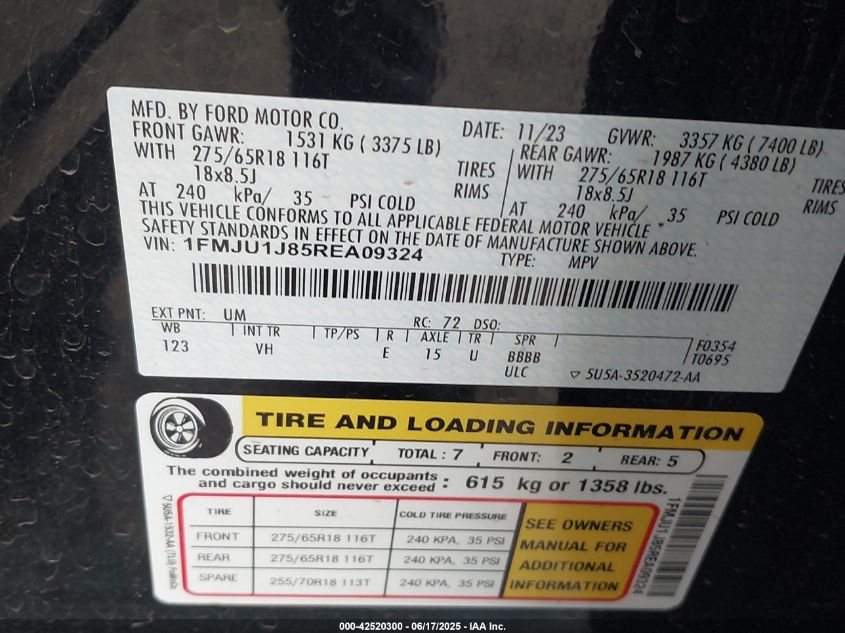 MFD. BY FORD MOTOR CO.
DATE: 11/23 GVWR: 3357 KG ( 7400 LB)
FRONT GAWR: 1531 KG ( 3375 LB) REAR GAWR: 1987 KG ( 4380 LB)
WITH 275/65R18 116T TIRES WITH 275/65R18 116T TIRES
18x8.5J RIMS 18x8.5J RIMS
AT 240 kPa/ 35 PSI COLD AT 240 kPa/ 35 PSI COLD
THIS VEHICLE CONFORMS TO ALL APPLICABLE FEDERAL MOTOR VEHICLE
SAFETY STANDARDS IN EFFECT ON THE DATE OF MANUFACTURE SHOWN ABOVE.
VIN: 1FMJU1J85REA09324 TYPE: MPV
EXT PNT: UM RC: 72 DSO:
WB INT TR TP/PS R AXLE TR SPR
123 VH E 15 U BBBB
ULC
F0354
T0695
5U5A-3520472-AA
TIRE AND LOADING INFORMATION
SEATING CAPACITY TOTAL : 7 FRONT: 2 REAR: 5
The combined weight of occupants
and cargo should never exceed : 615 kg or 1358 lbs.
TIRE SIZE COLD TIRE PRESSURE
FRONT 275/65R18 116T 240 KPA, 35 PSI
REAR 275/65R18 116T 240 KPA, 35 PSI
SPARE 255/70R18 113T 240 KPA, 35 PSI
SEE OWNERS
MANUAL FOR
ADDITIONAL
INFORMATION
1FMJU1J85REA09324
000-42520300 - 06/17/2025 - IAA Inc.